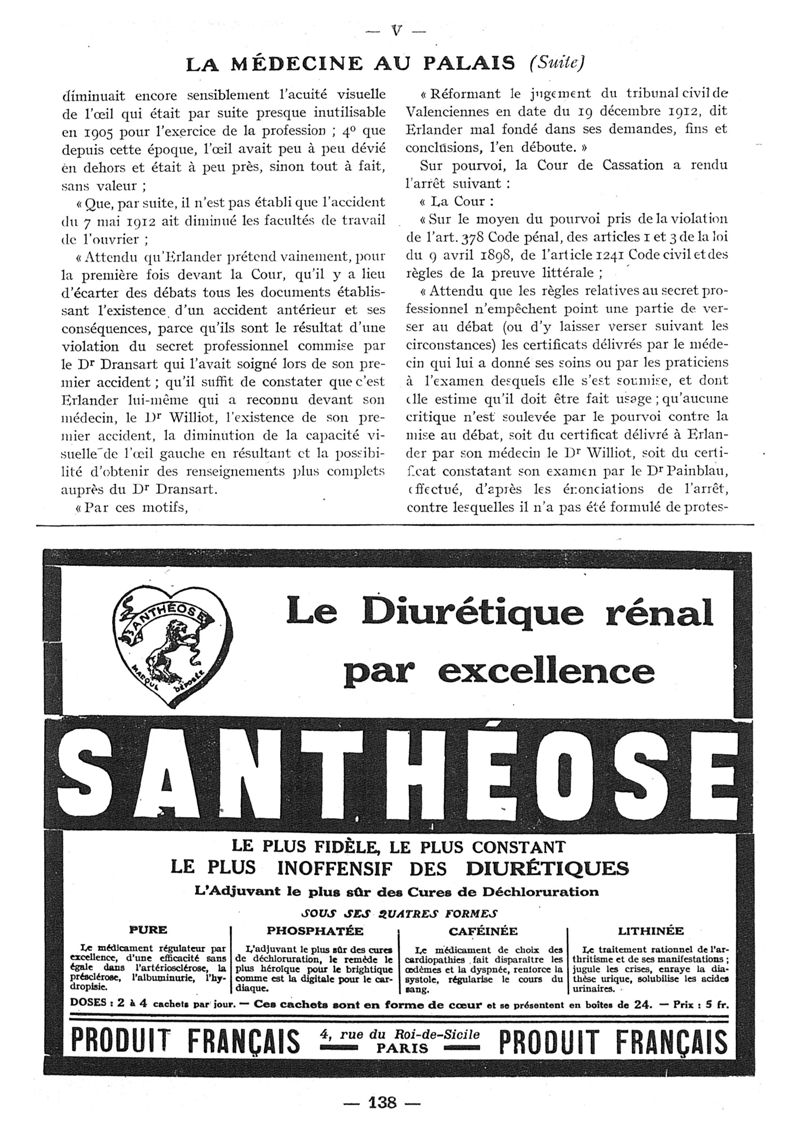 — V —
LA MÉDECINE AU PALAIS (Suite)
diminuait encore sensiblement l'acuité visuelle
de l'œil qui était par suite presque inutilisable
en 1905 pour l'exercice de la profession ; 4º que
depuis cette époque, l'œil avait peu à peu dévié
en dehors et était à peu près, sinon tout à fait,
sans valeur ;
« Que, par suite, il n'est pas établi que l'accident
du 7 mai 1912 ait diminué les facultés de travail
de l'ouvrier ;
« Attendu qu'Erlander prétend vainement, pour
la première fois devant la Cour, qu'il y a lieu
d'écarter des débats tous les documents établis-
sant l'existence d'un accident antérieur et ses
conséquences, parce qu'ils sont le résultat d'une
violation du secret professionnel commise par
le Dr Dransart qui l'avait soigné lors de son pre-
mier accident ; qu'il suffit de constater que c'est
Erlander lui-même qui a reconnu devant son
médecin, le Dr Williot, l'existence de son pre-
mier accident, la diminution de la capacité vi-
suelle de l'œil gauche en résultant et la possibi-
lité d'obtenir des renseignements plus complets
auprès du Dr Dransart.
« Par ces motifs,
« Réformant le jugement du tribunal civil de
Valenciennes en date du 19 décembre 1912, dit
Erlander mal fondé dans ses demandes, fins et
conclusions, l'en déboute. »
Sur pourvoi, la Cour de Cassation a rendu
l'arrêt suivant :
« La Cour :
« Sur le moyen du pourvoi pris de la violation
de l'art. 378 Code pénal, des articles 1 et 3 de la loi
du 9 avril 1898, de l'article 1241 Code civil et des
règles de la preuve littérale ;
« Attendu que les règles relatives au secret pro-
fessionnel n'empêchent point une partie de ver-
ser au débat (ou d'y laisser verser suivant les
circonstances) les certificats délivrés par le méde-
cin qui lui a donné ses soins ou par les praticiens
à l'examen desquels elle s'est soumise, et dont
elle estime qu'il doit être fait usage ; qu'aucune
critique n'est soulevée par le pourvoi contre la
mise au débat, soit du certificat délivré à Erlan-
der par son médecin le Dr Williot, soit du certi-
ficat constatant son examen par le Dr Painblau,
effectué, d'après les énonciations de l'arrêt,
contre lesquelles il n'a pas été formulé de protes-
SANTHÉOSE
MARQUE DÉPOSÉE
Le Diurétique rénal
par excellence
SANTHÉOSE
LE PLUS FIDÈLE, LE PLUS CONSTANT
LE PLUS INOFFENSIF DES DIURÉTIQUES
L'Adjuvant le plus sûr des Cures de Déchloruration
SOUS SES QUATRES FORMES
PURE
Le médicament régulateur par
excellence, d'une efficacité sans
égale dans l'artériosclérose, la
présclérose, l'albuminurie, l'hy-
dropisie.
PHOSPHATÉE
L'adjuvant le plus sûr des cures
de déchloruration, le remède le
plus héroïque pour le brightique
comme est la digitale pour le car-
diaque.
CAFÉINÉE
Le médicament de choix des
cardiopathies fait disparaître les
œdèmes et la dyspnée, renforce la
systole, régularise le cours du
sang.
LITHINÉE
Le traitement rationnel de l'ar-
thritisme et de ses manifestations ;
jugule les crises, enraye la dia-
thèse urique, solubilise les acides
urinaires.
DOSES : 2 à 4 cachets par jour. — Ces cachets sont en forme de cœur et se présentent en boîtes de 24. — Prix : 5 fr.
PRODUIT FRANÇAIS
4, rue du Roi-de-Sicile
PARIS
PRODUIT FRANÇAIS
— 138 —